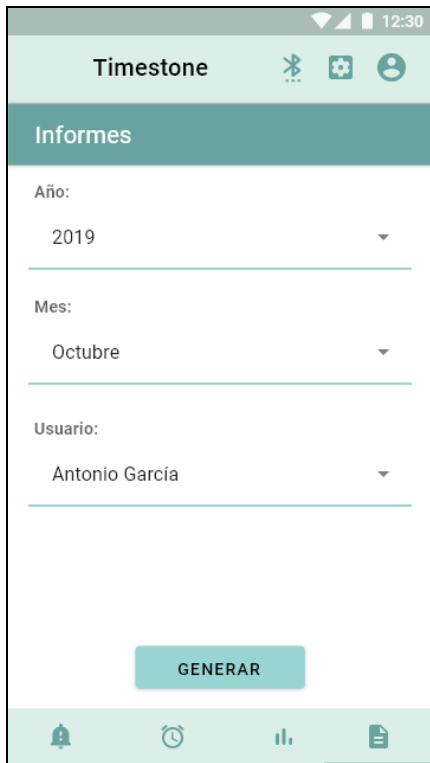 12:30
Timestone
Informes
Año:
2019
Mes:
Octubre
Usuario:
Antonio García
GENERAR